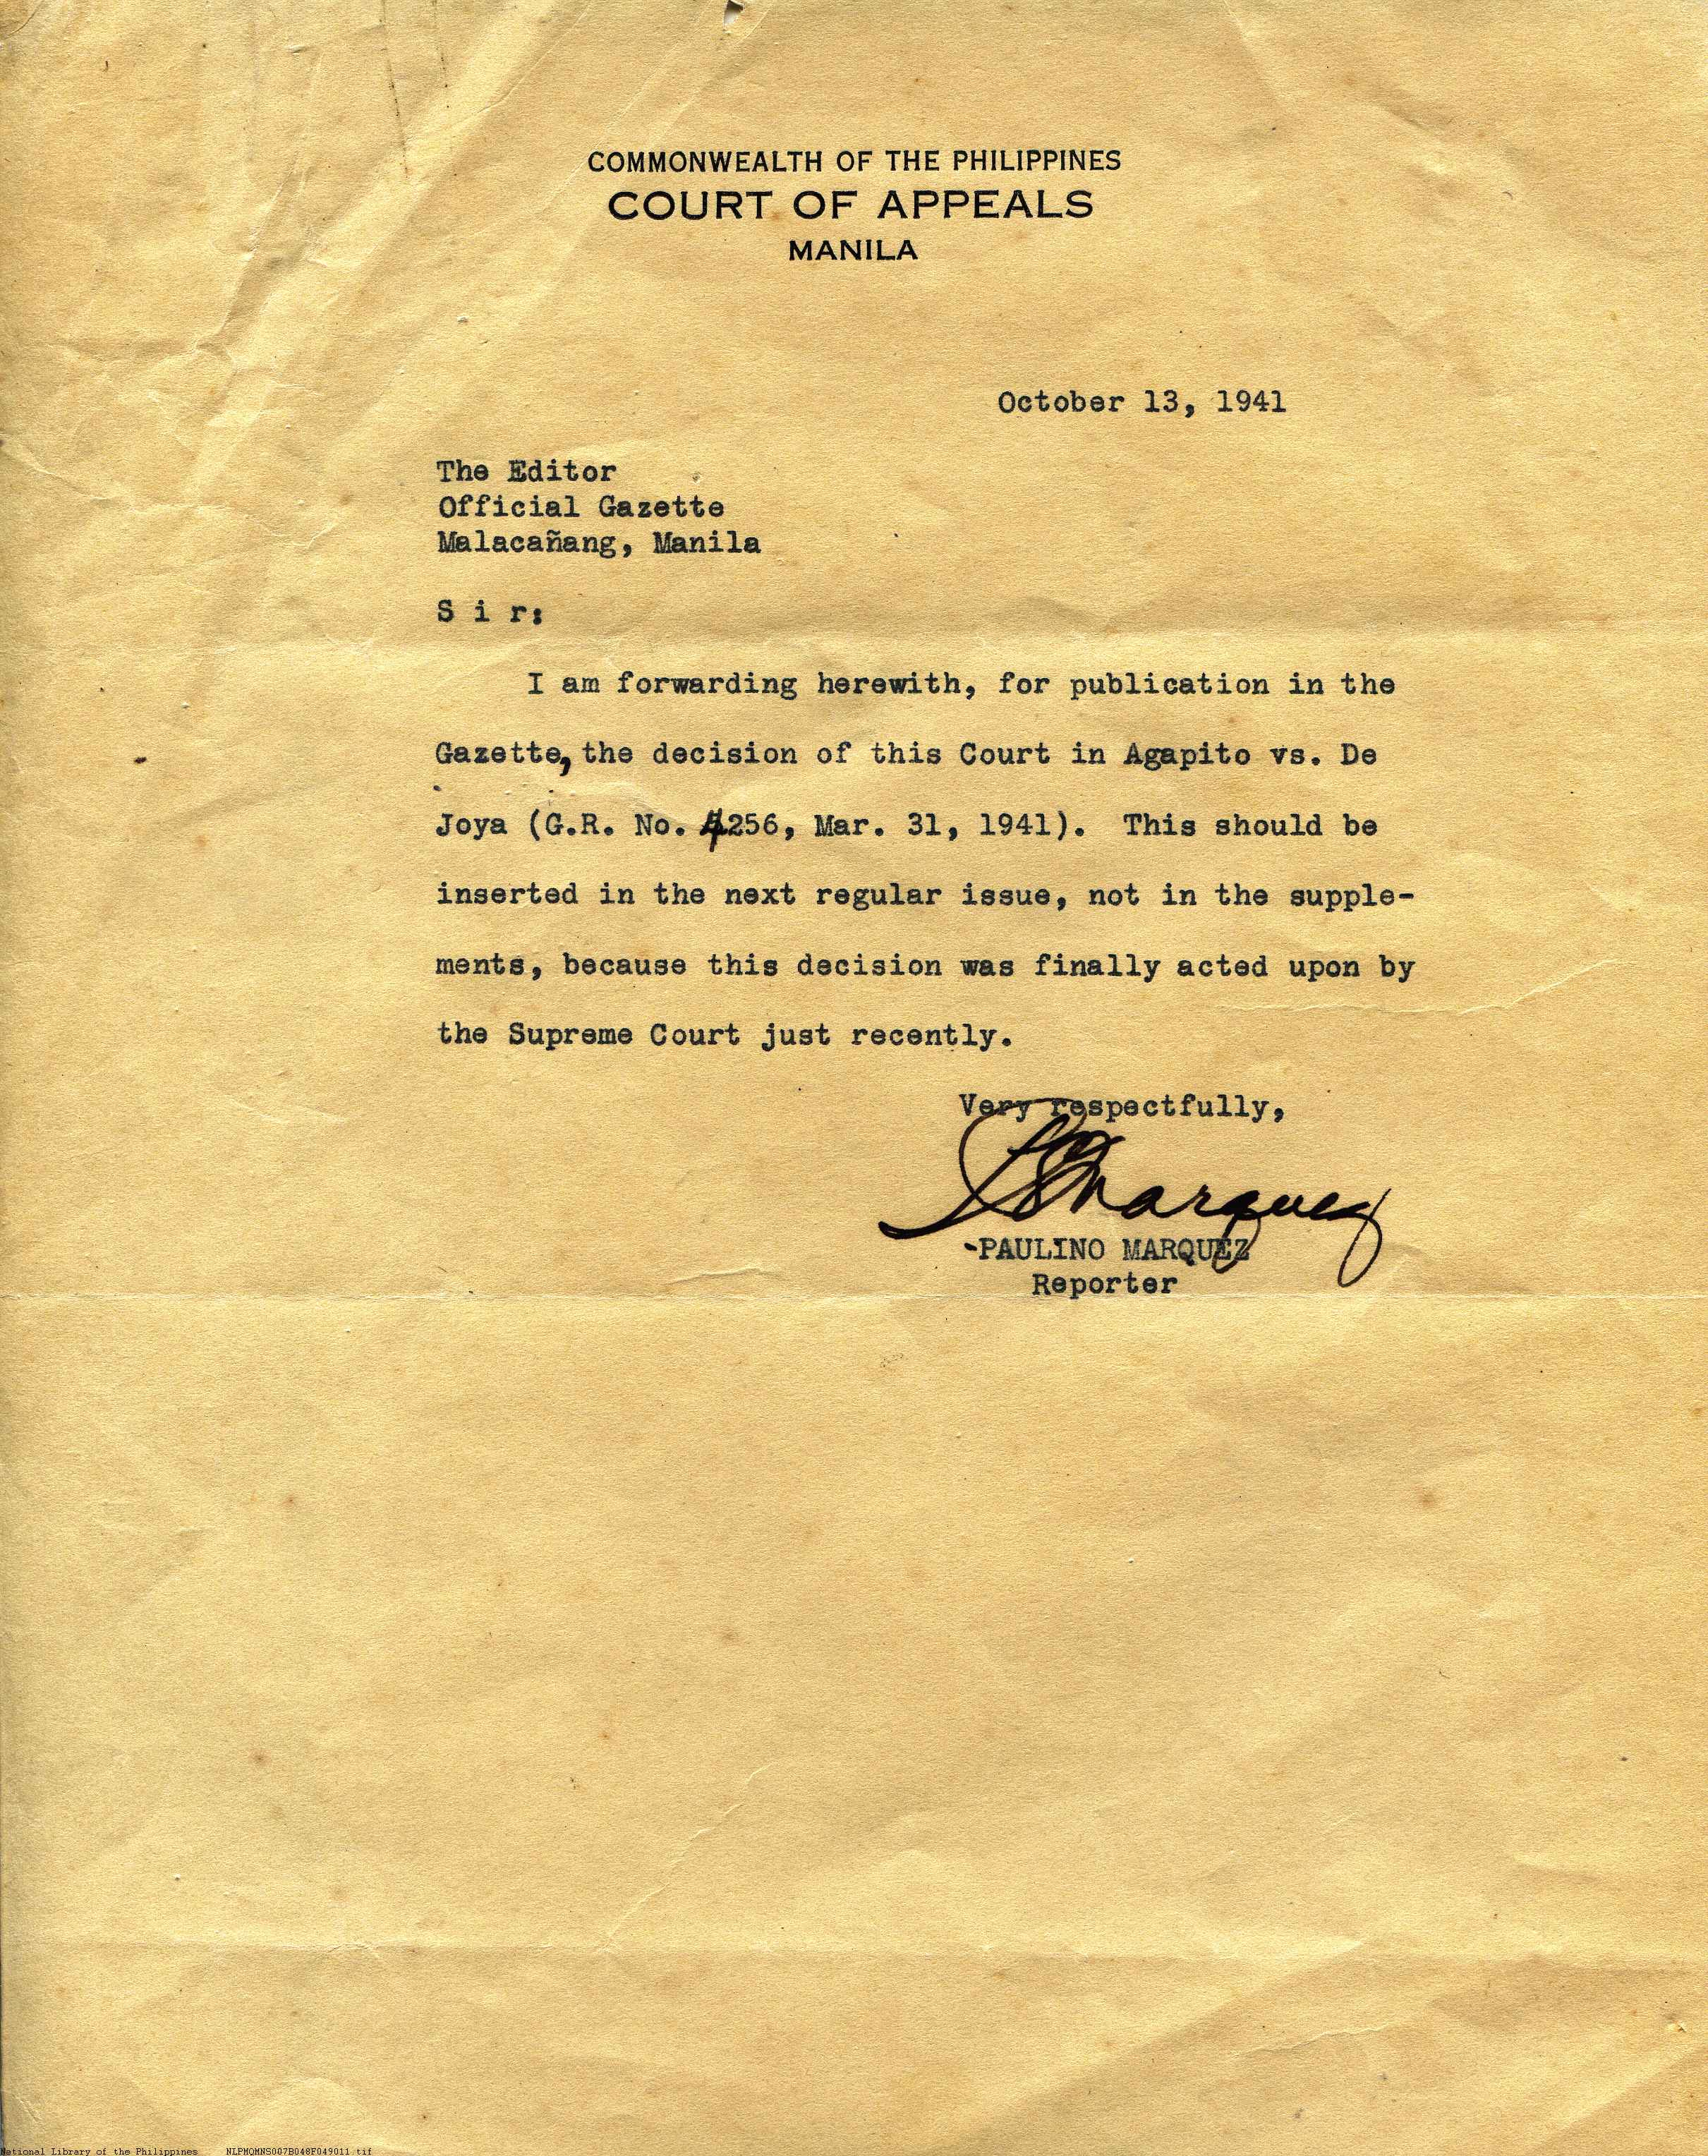 COMMONWEALTH OF THE PHILIPPINES
COURT OF APPEALS
MANILA
October 13, 1941
The Editor
Official Gazette
Malacañang, Manila
S i r:
I am forwarding herewith, for publication in the
Gazette, the decision of this Court in Agapito vs. De
Joya (G.R. No. 4256, Mar. 31, 1941). This should be
inserted in the next regular issue, not in the supple-
ments, because this decision was finally acted upon by
the Supreme Court just recently.
Very respectfully,
Marquez
-PAULINO MARQUEZ
Reporter
National Library of the Philippines NLPMQMNS007B048F049011.tif